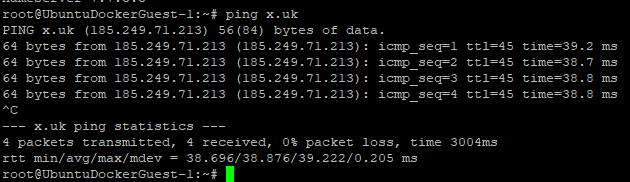 root@UbuntuDockerGuest-1:~# ping x.uk
PING x.uk (185.249.71.213) 56(84) bytes of data.
64 bytes from 185.249.71.213 (185.249.71.213): icmp_seq=1 ttl=45 time=39.2 ms
64 bytes from 185.249.71.213 (185.249.71.213): icmp_seq=2 ttl=45 time=38.7 ms
64 bytes from 185.249.71.213 (185.249.71.213): icmp_seq=3 ttl=45 time=38.8 ms
64 bytes from 185.249.71.213 (185.249.71.213): icmp_seq=4 ttl=45 time=38.8 ms
^C
--- x.uk ping statistics ---
4 packets transmitted, 4 received, 0% packet loss, time 3004ms
rtt min/avg/max/mdev = 38.696/38.876/39.222/0.205 ms
root@UbuntuDockerGuest-1:~#